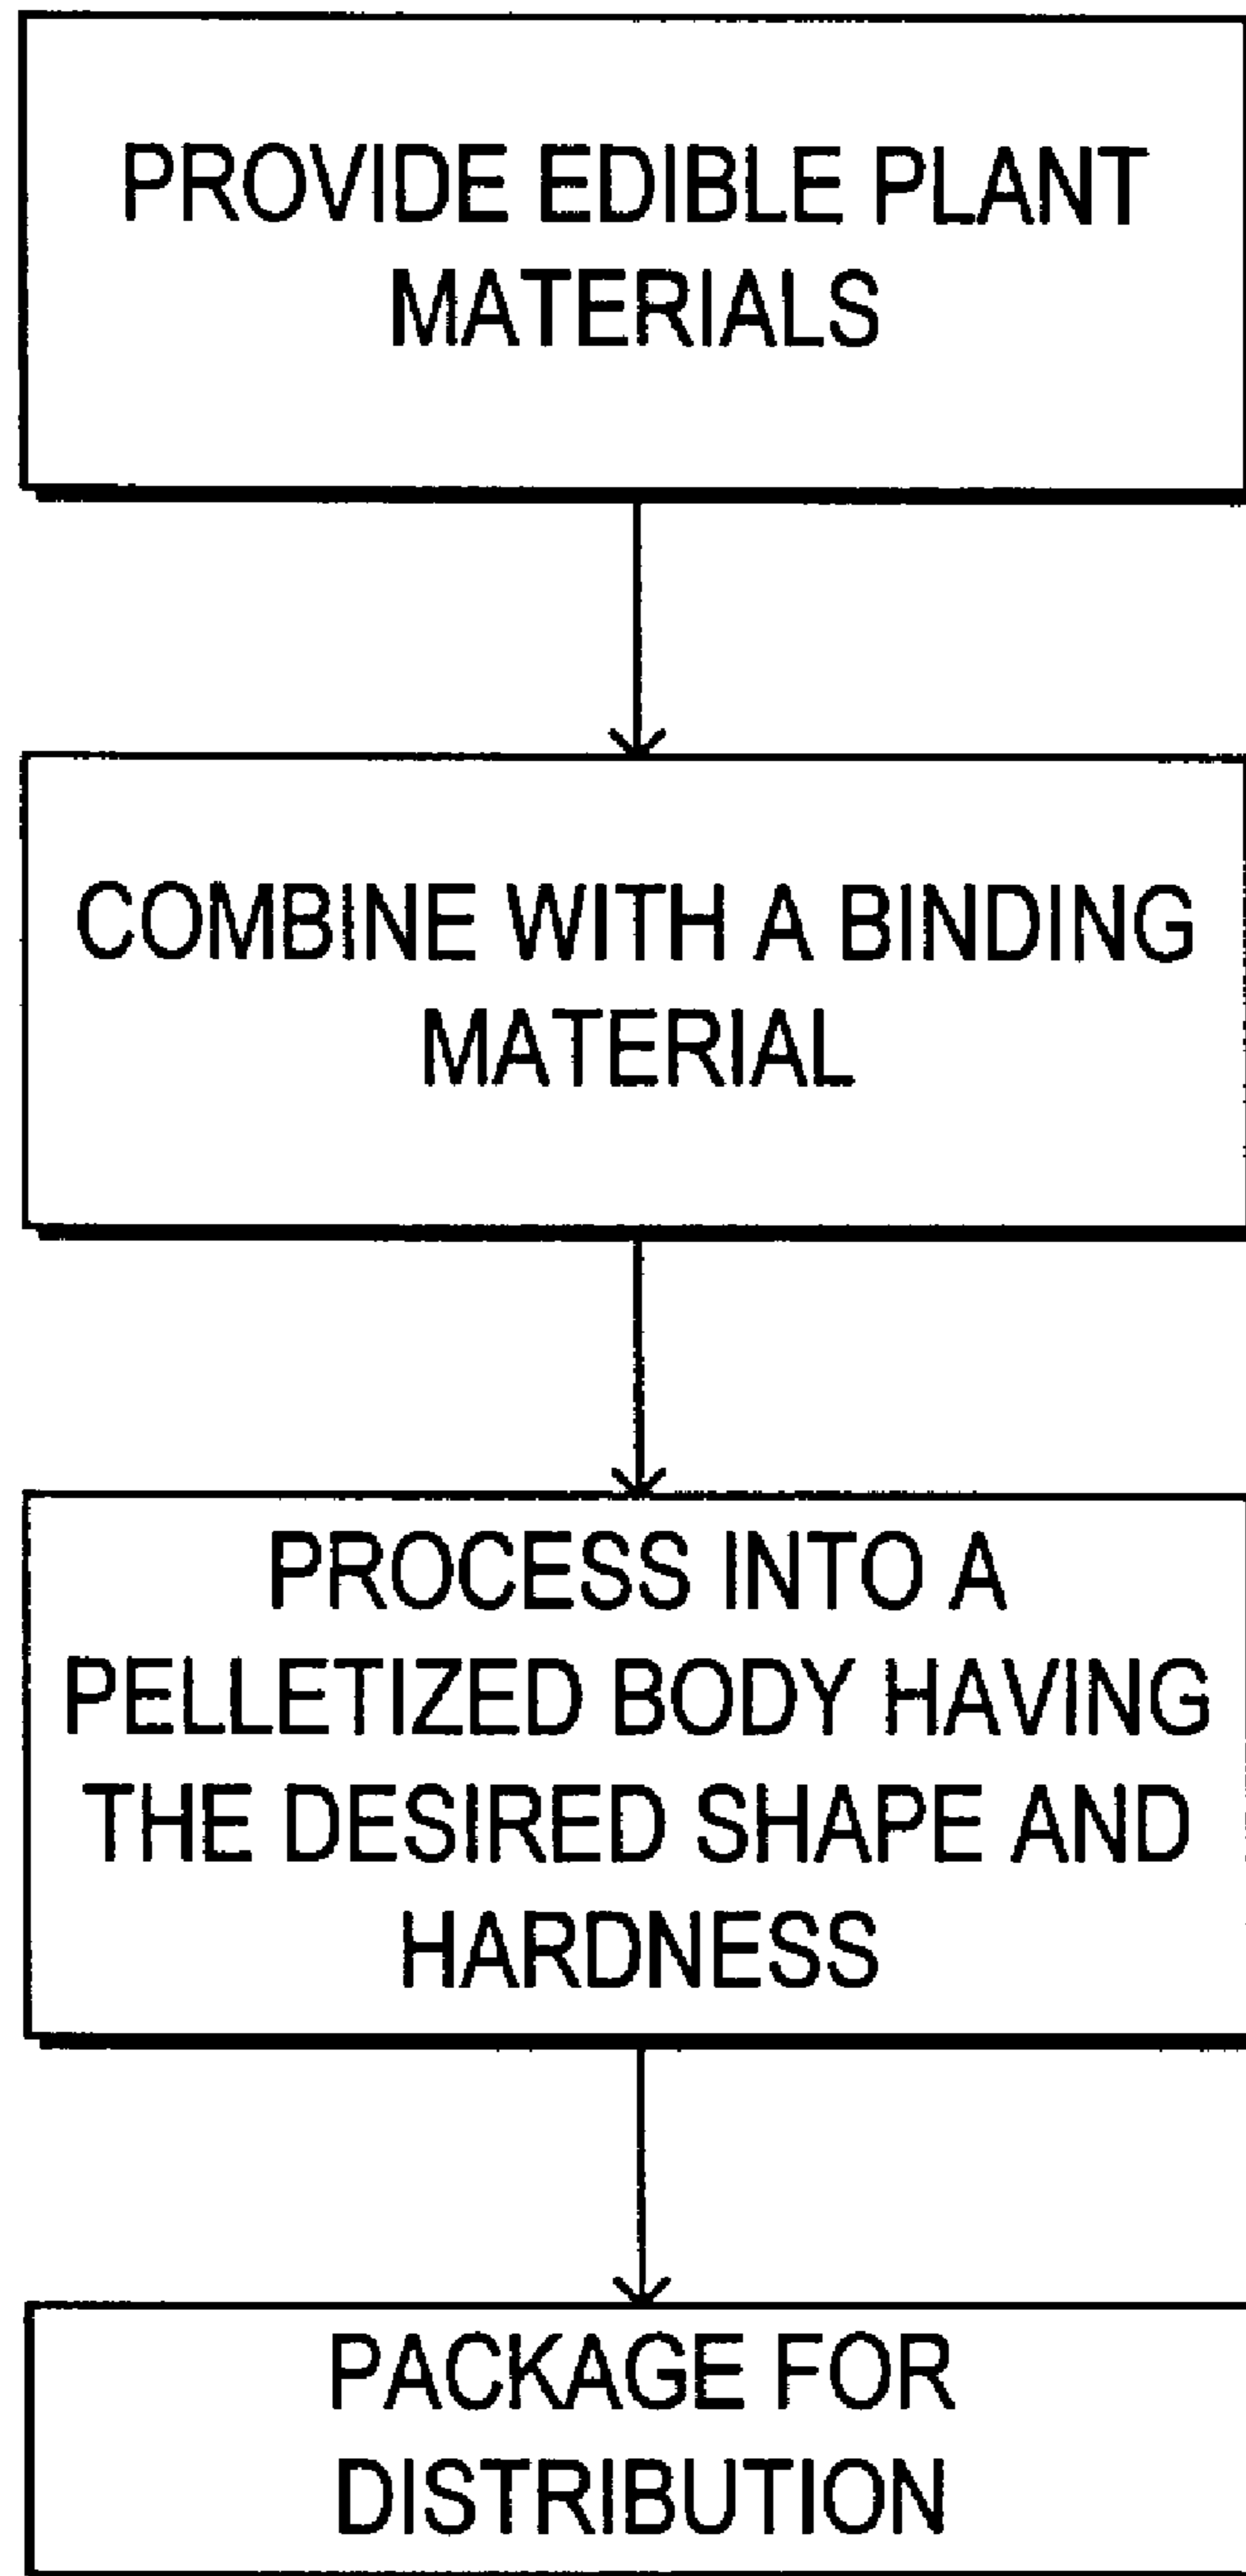 PROVIDE EDIBLE PLANT
MATERIALS
COMBINE WITH A BINDING
MATERIAL
PROCESS INTO A
PELLETIZED BODY HAVING
THE DESIRED SHAPE AND
HARDNESS
PACKAGE FOR
DISTRIBUTION